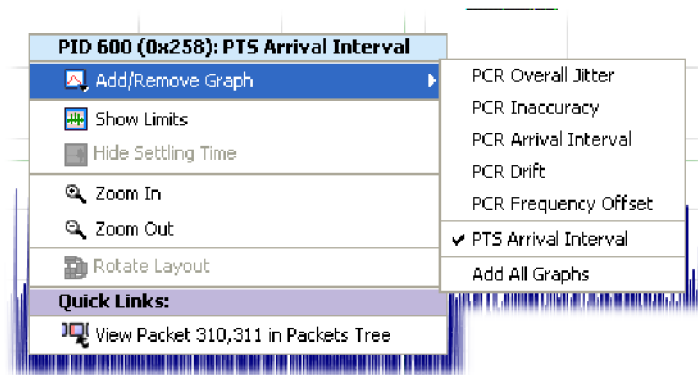 PID 600 (0x258): PTS Arrival Interval
Add/Remove Graph
Show Limits
Hide Settling Time
Zoom In
Zoom Out
Rotate Layout
Quick Links:
View Packet 310,311 in Packets Tree
PCR Overall Jitter
PCR Inaccuracy
PCR Arrival Interval
PCR Drift
PCR Frequency Offset
PTS Arrival Interval
Add All Graphs